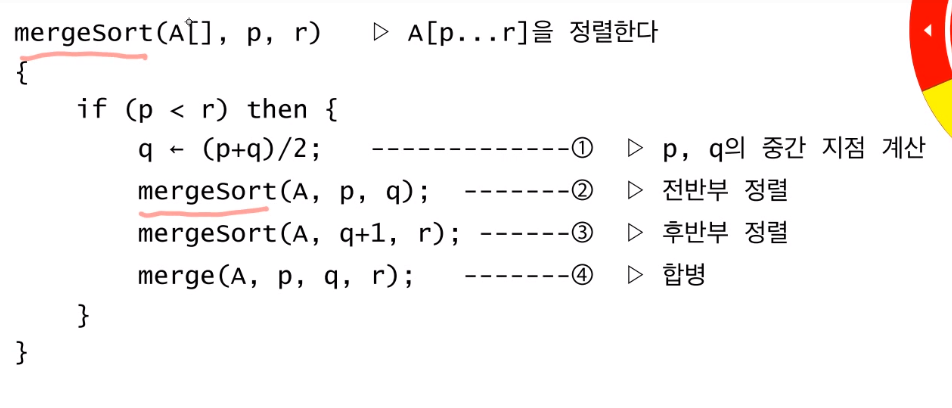 mergeSort(A[], p, r) ▷ A[p...r]을 정렬한다
{
if (p < r) then {
q ← (p+q)/2; -------------① ▷ p, q의 중간 지점 계산
mergeSort(A, p, q); -------② ▷ 전반부 정렬
mergeSort(A, q+1, r); ------③ ▷ 후반부 정렬
merge(A, p, q, r); -------④ ▷ 합병
}
}